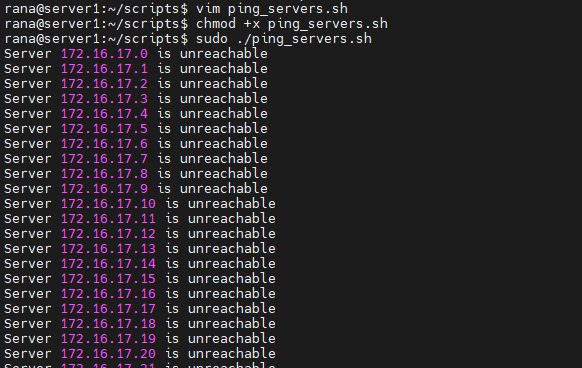 rana@server1:~/scripts$ vim ping_servers.sh
rana@server1:~/scripts$ chmod +x ping_servers.sh
rana@server1:~/scripts$ sudo ./ping_servers.sh
Server 172.16.17.0 is unreachable
Server 172.16.17.1 is unreachable
Server 172.16.17.2 is unreachable
Server 172.16.17.3 is unreachable
Server 172.16.17.4 is unreachable
Server 172.16.17.5 is unreachable
Server 172.16.17.6 is unreachable
Server 172.16.17.7 is unreachable
Server 172.16.17.8 is unreachable
Server 172.16.17.9 is unreachable
Server 172.16.17.10 is unreachable
Server 172.16.17.11 is unreachable
Server 172.16.17.12 is unreachable
Server 172.16.17.13 is unreachable
Server 172.16.17.14 is unreachable
Server 172.16.17.15 is unreachable
Server 172.16.17.16 is unreachable
Server 172.16.17.17 is unreachable
Server 172.16.17.18 is unreachable
Server 172.16.17.19 is unreachable
Server 172.16.17.20 is unreachable
Server 172.16.17.21 is unreachable